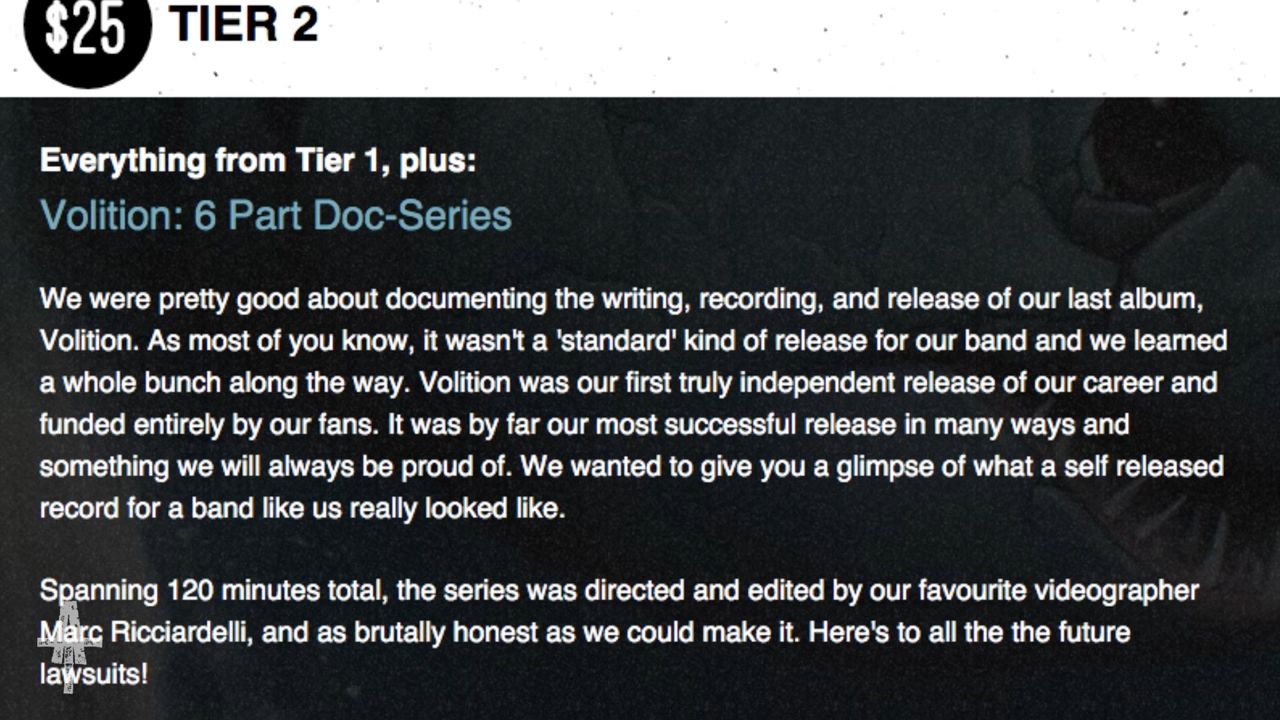 $25 TIER 2
Everything from Tier 1, plus:
Volition: 6 Part Doc-Series
We were pretty good about documenting the writing, recording, and release of our last album,
Volition. As most of you know, it wasn't a 'standard' kind of release for our band and we learned
a whole bunch along the way. Volition was our first truly independent release of our career and
funded entirely by our fans. It was by far our most successful release in many ways and
something we will always be proud of. We wanted to give you a glimpse of what a self released
record for a band like us really looked like.
Spanning 120 minutes total, the series was directed and edited by our favourite videographer
Marc Ricciardelli, and as brutally honest as we could make it. Here's to all the the future
lawsuits!